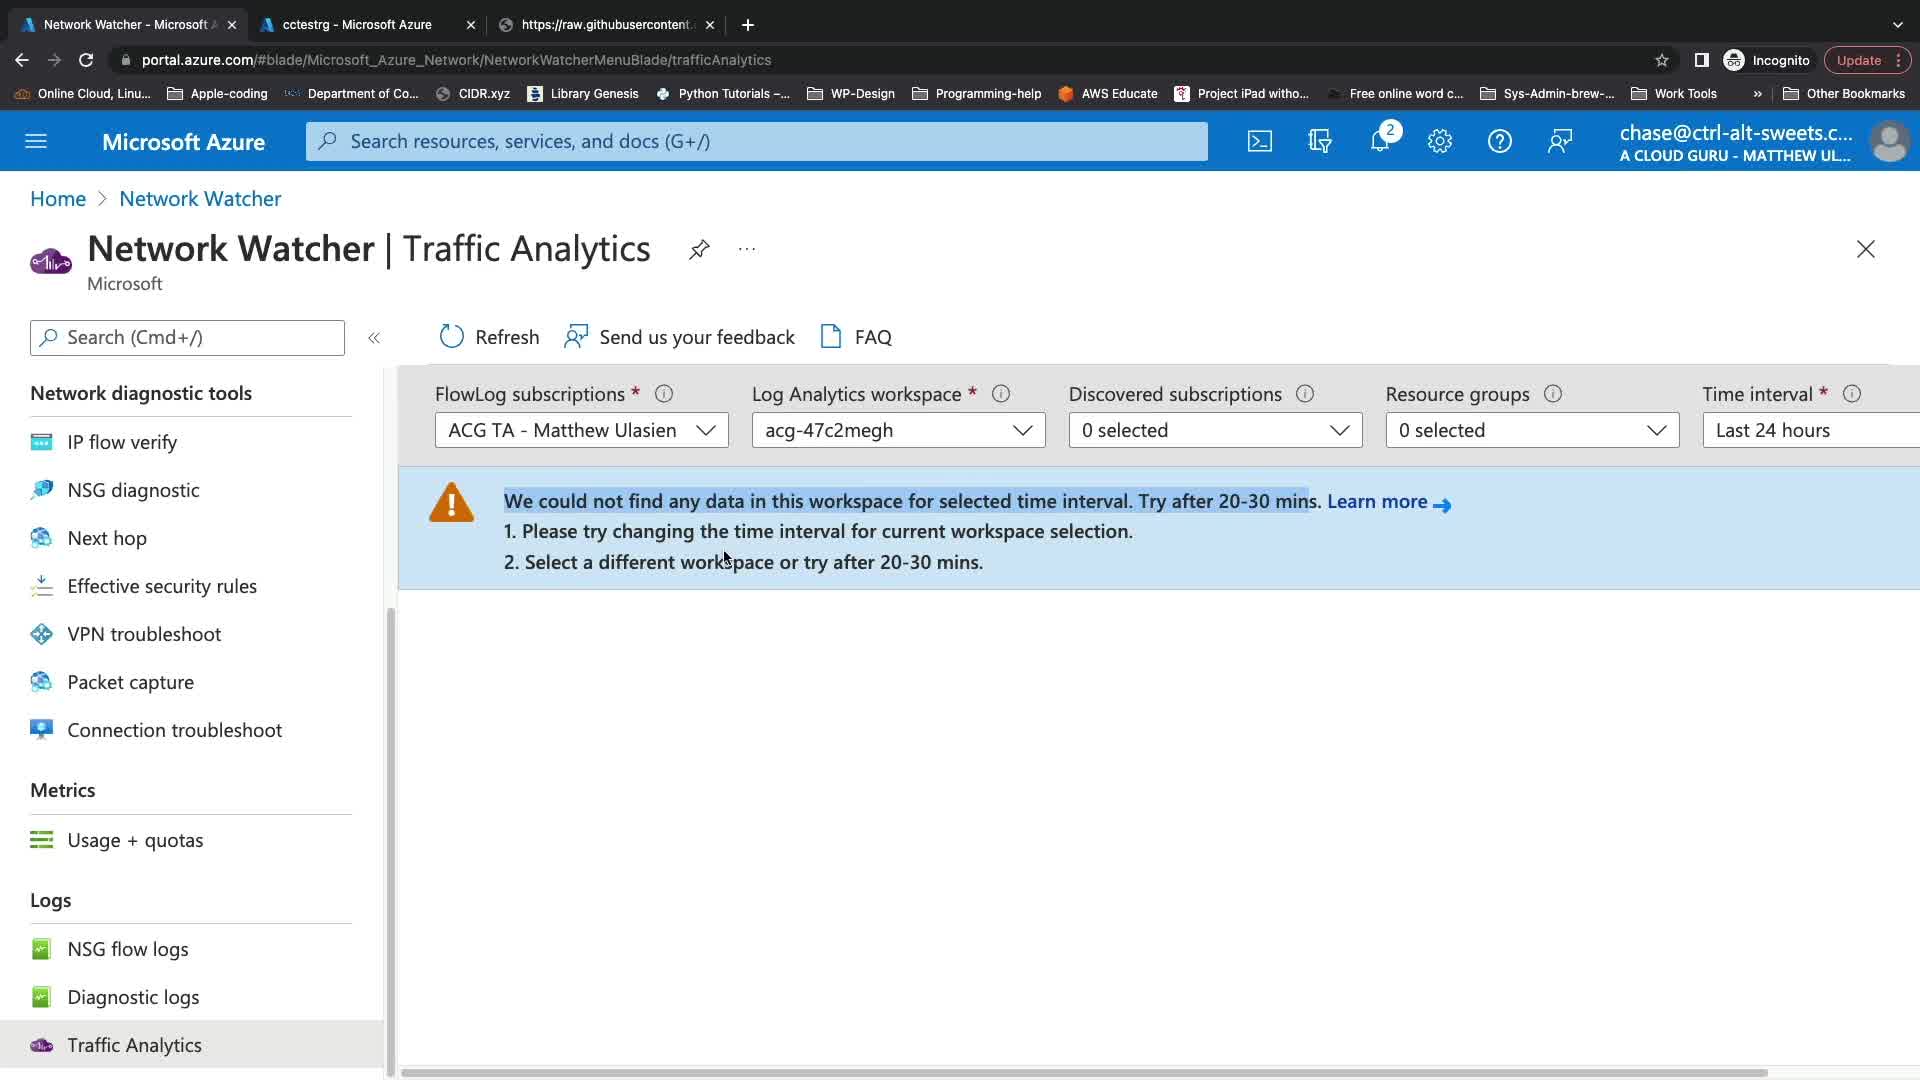 Network Watcher - Microsoft A
cctestrg - Microsoft Azure
https://raw.githubusercontent.
portal.azure.com/#blade/Microsoft_Azure_Network/NetworkWatcherMenuBlade/trafficAnalytics
Incognito
Update
Online Cloud, Linu...
Apple-coding
Department of Co...
CIDR.xyz
Library Genesis
Python Tutorials –...
WP-Design
Programming-help
AWS Educate
Project iPad witho...
Free online word c...
Sys-Admin-brew-...
Work Tools
»
Other Bookmarks
Microsoft Azure
Search resources, services, and docs (G+/)
2
chase@ctrl-alt-sweets.c...
A CLOUD GURU - MATTHEW UL...
Home > Network Watcher
Network Watcher | Traffic Analytics
...
Microsoft
Search (Cmd+/)
«
Refresh
Send us your feedback
FAQ
Network diagnostic tools
IP flow verify
NSG diagnostic
Next hop
Effective security rules
VPN troubleshoot
Packet capture
Connection troubleshoot
Metrics
Usage + quotas
Logs
NSG flow logs
Diagnostic logs
Traffic Analytics
FlowLog subscriptions *
ACG TA - Matthew Ulasien
Log Analytics workspace *
acg-47c2megh
Discovered subscriptions
0 selected
Resource groups
0 selected
Time interval *
Last 24 hours
We could not find any data in this workspace for selected time interval. Try after 20-30 mins. Learn more
1. Please try changing the time interval for current workspace selection.
2. Select a different workspace or try after 20-30 mins.